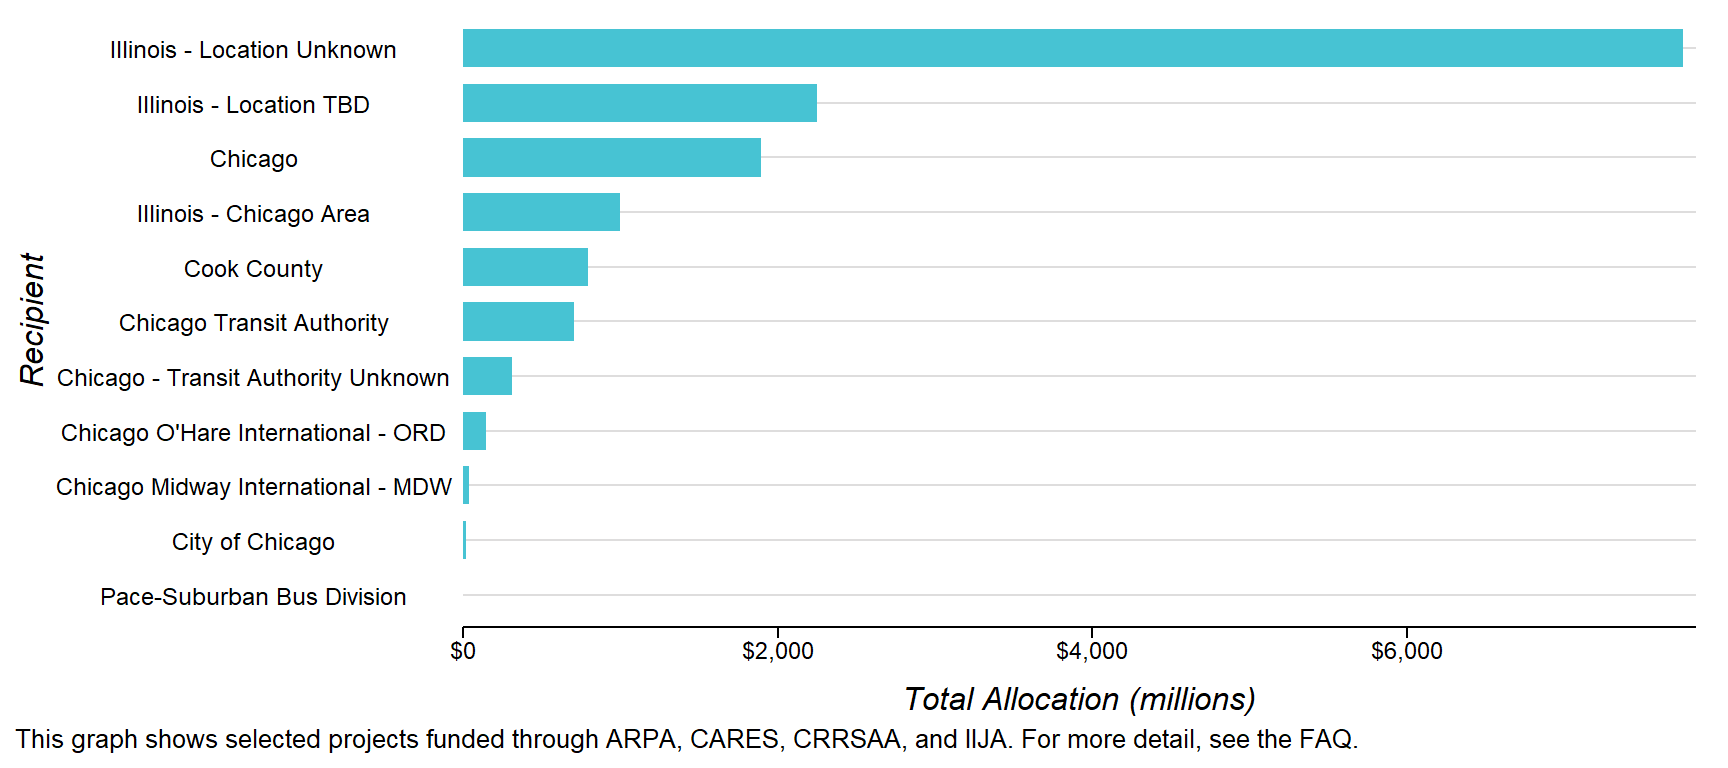 Illinois - Location Unknown
Illinois - Location TBD
Chicago
Illinois - Chicago Area
Cook County
Chicago Transit Authority
Chicago - Transit Authority Unknown
Chicago O'Hare International - ORD
Chicago Midway International - MDW
City of Chicago
Pace-Suburban Bus Division
Recipient
$0 $2,000 $4,000 $6,000
Total Allocation (millions)
This graph shows selected projects funded through ARPA, CARES, CRRSAA, and IIJA. For more detail, see the FAQ.